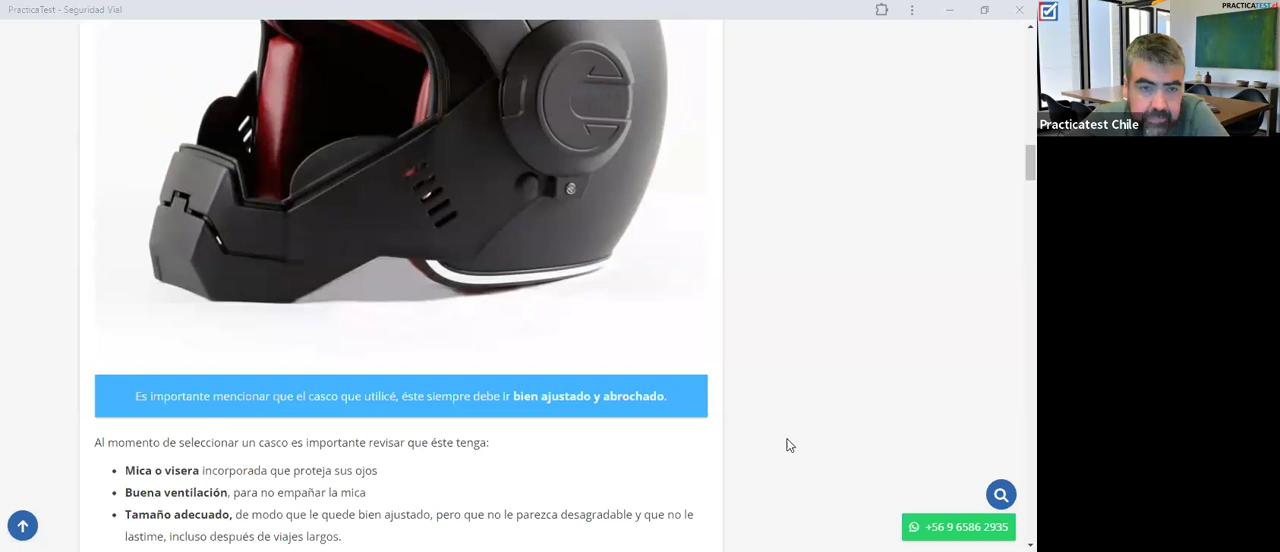 PracticaTest - Seguridad Vial
PRACTICATEST.cl
Practicatest Chile
Es importante mencionar que el casco que utilicé, éste siempre debe ir bien ajustado y abrochado.
Al momento de seleccionar un casco es importante revisar que éste tenga:
• Mica o visera incorporada que proteja sus ojos
• Buena ventilación, para no empañar la mica
• Tamaño adecuado, de modo que le quede bien ajustado, pero que no le parezca desagradable y que no le
lastime, incluso después de viajes largos.
+56 9 6586 2935